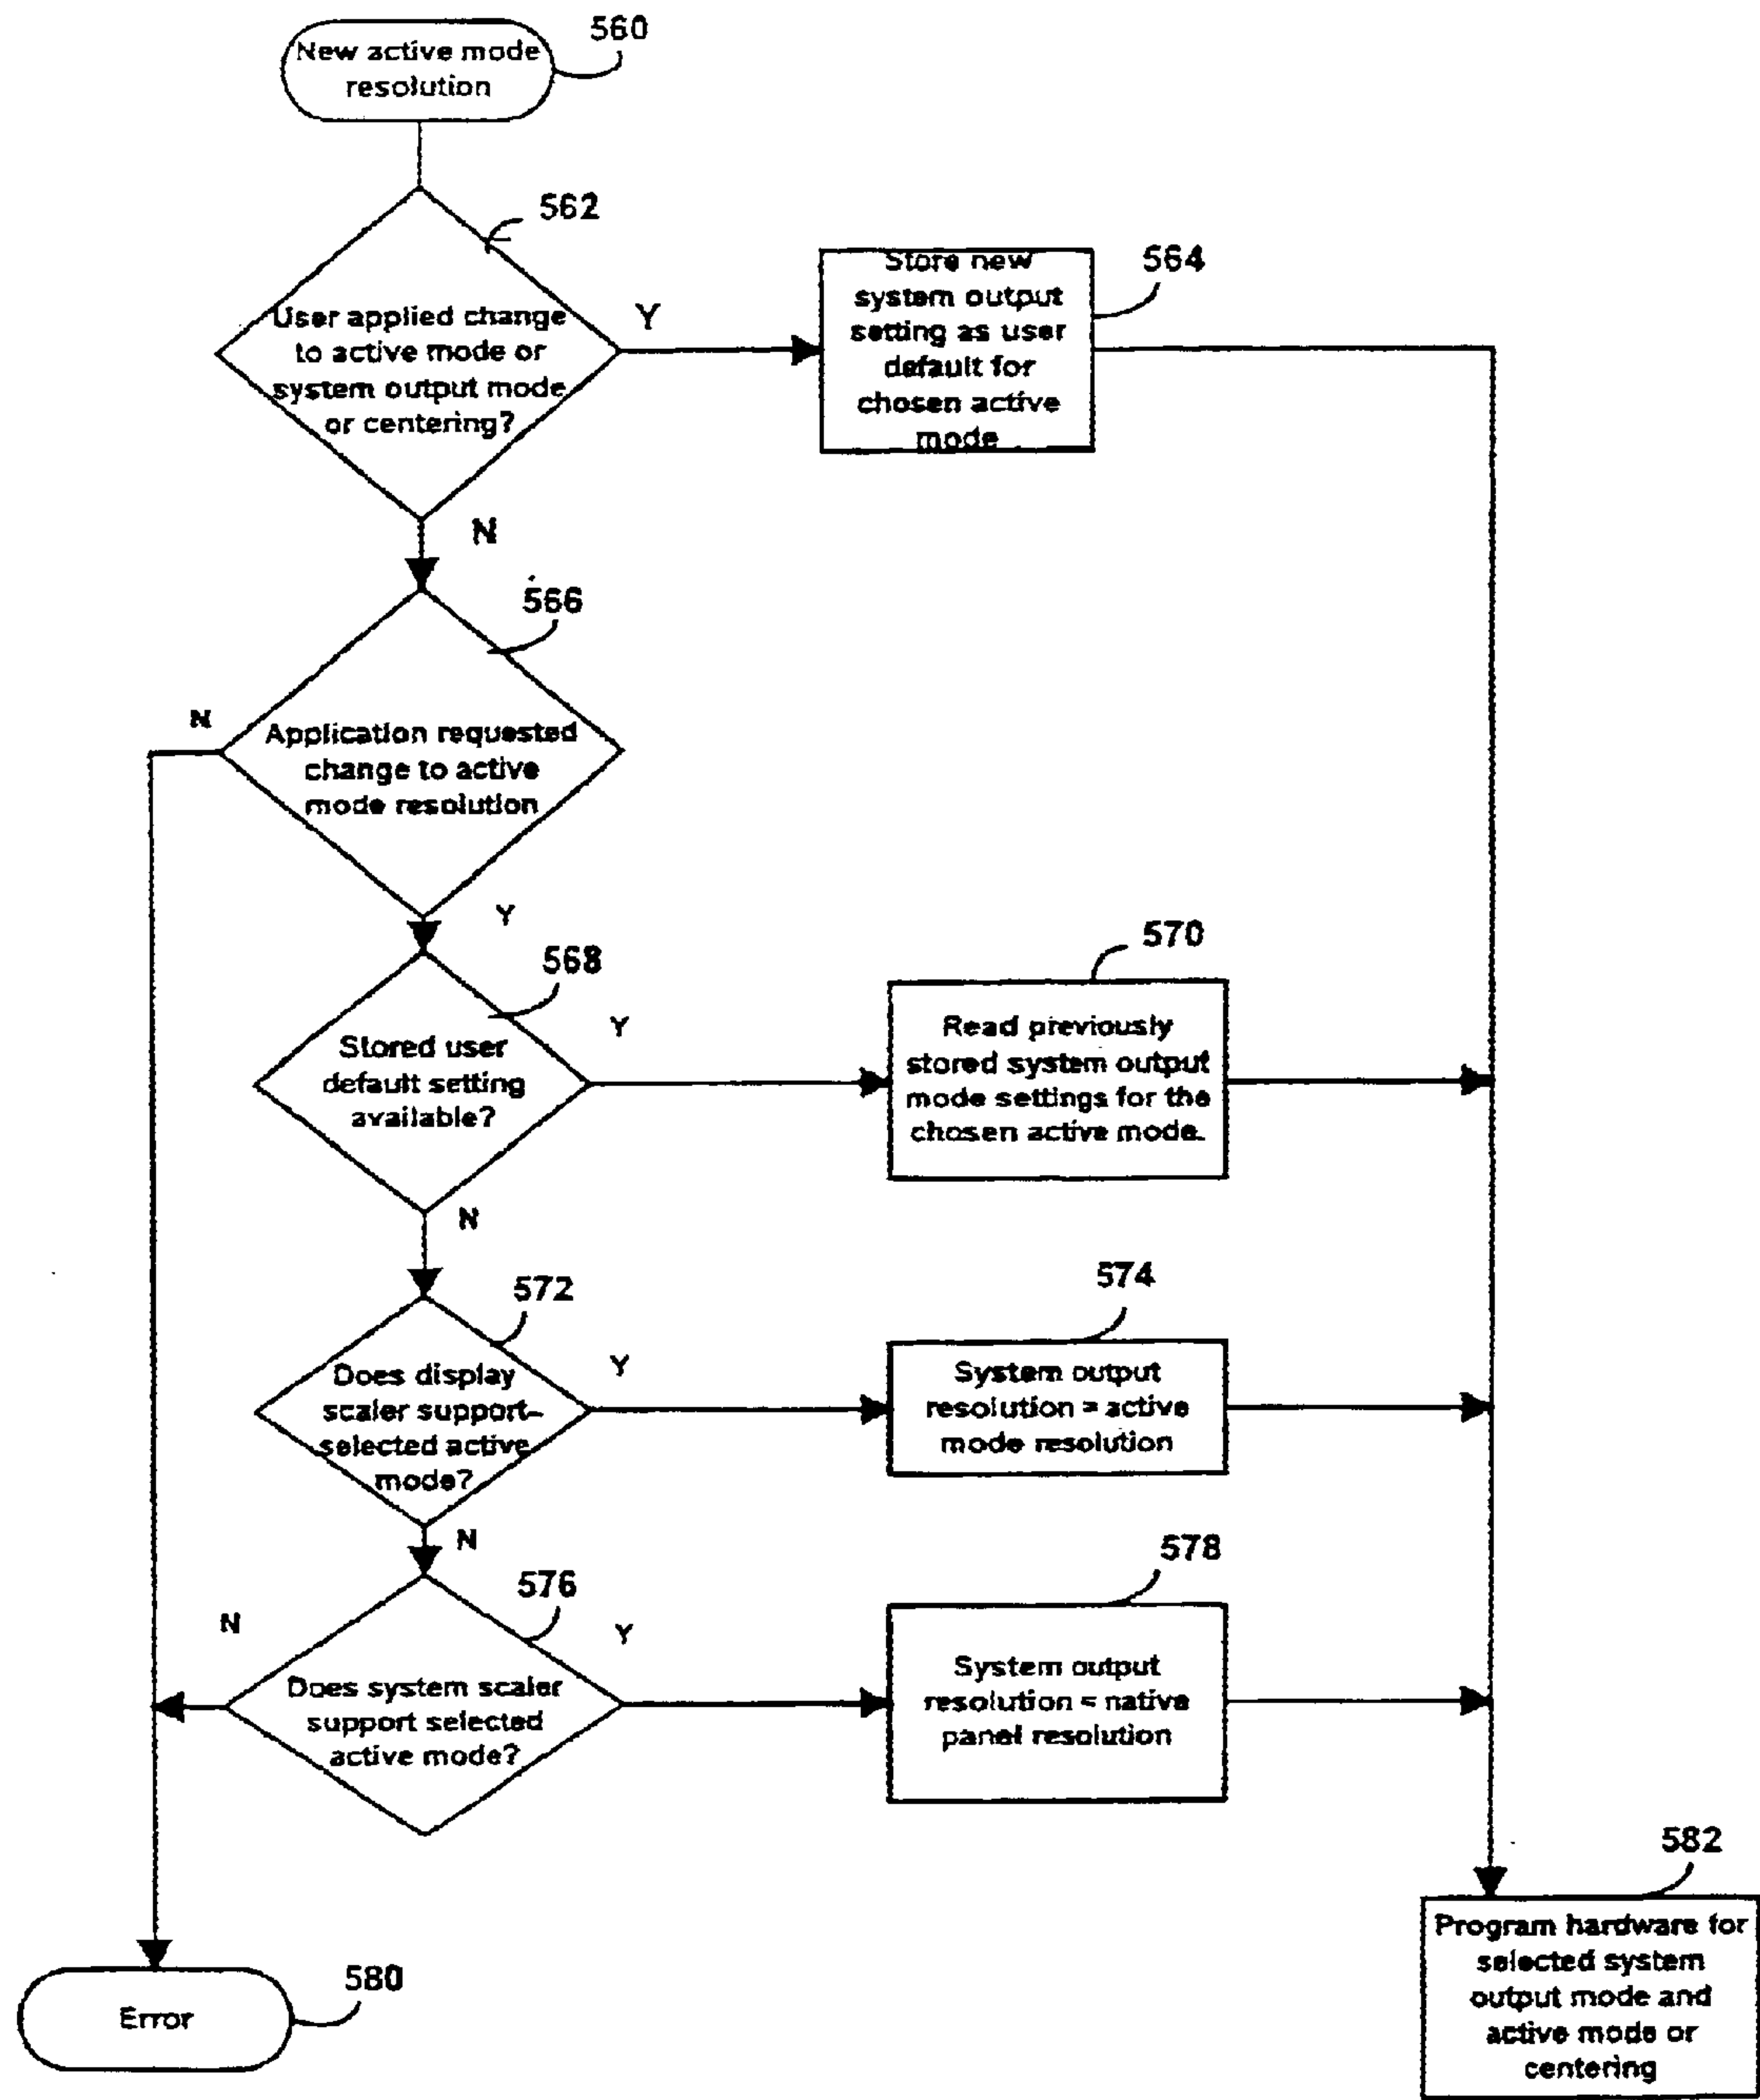 New active mode
resolution
560
562
User applied change
to active mode or
system output mode
or centering?
Y
N
Store new
system output
setting as user
default for
chosen active
mode
564
566
Application requested
change to active
mode resolution
N
Y
568
Stored user
default setting
available?
Y
N
570
Read previously
stored system output
mode settings for the
chosen active mode.
572
Does display
scaler support
selected active
mode?
Y
N
574
System output
resolution = active
mode resolution
576
Does system scaler
support selected
active mode?
N
Y
578
System output
resolution = native
panel resolution
580
Error
582
Program hardware for
selected system
output mode and
active mode or
centering